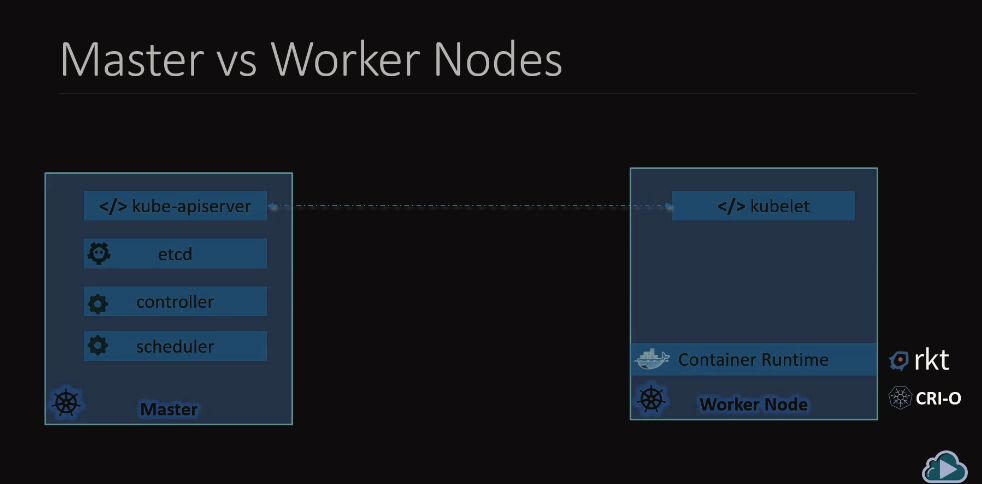 Master vs Worker Nodes
</> kube-apiserver
</> kubelet
etcd
controller
scheduler
Master
Container Runtime
Worker Node
rkt
CRI-O